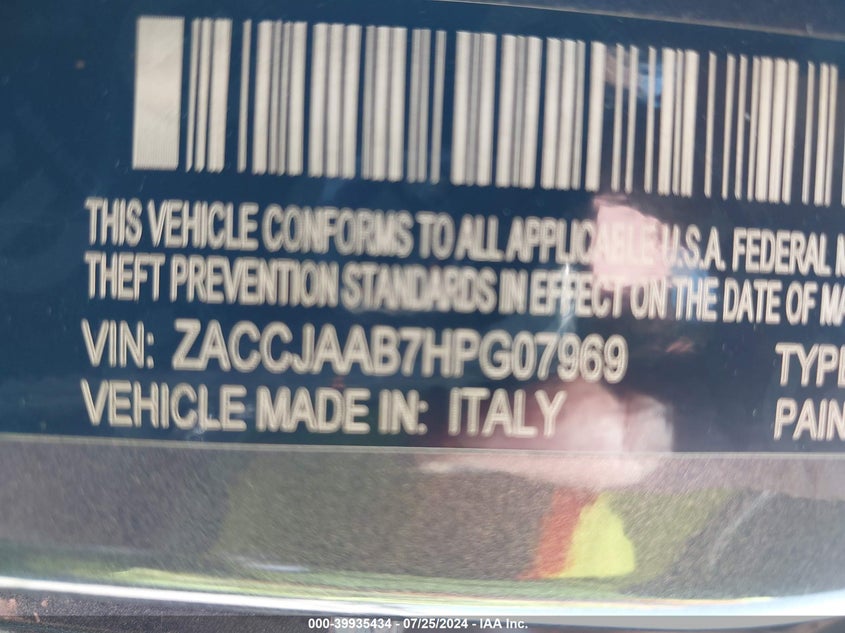 THIS VEHICLE CONFORMS TO ALL APPLICABLE U.S.A. FEDERAL
THEFT PREVENTION STANDARDS IN EFFECT ON THE DATE OF
VIN: ZACCJAAB7HPG07969
TYPE
VEHICLE MADE IN: ITALY
PAIN
000-39935434 - 07/25/2024 - IAA Inc.